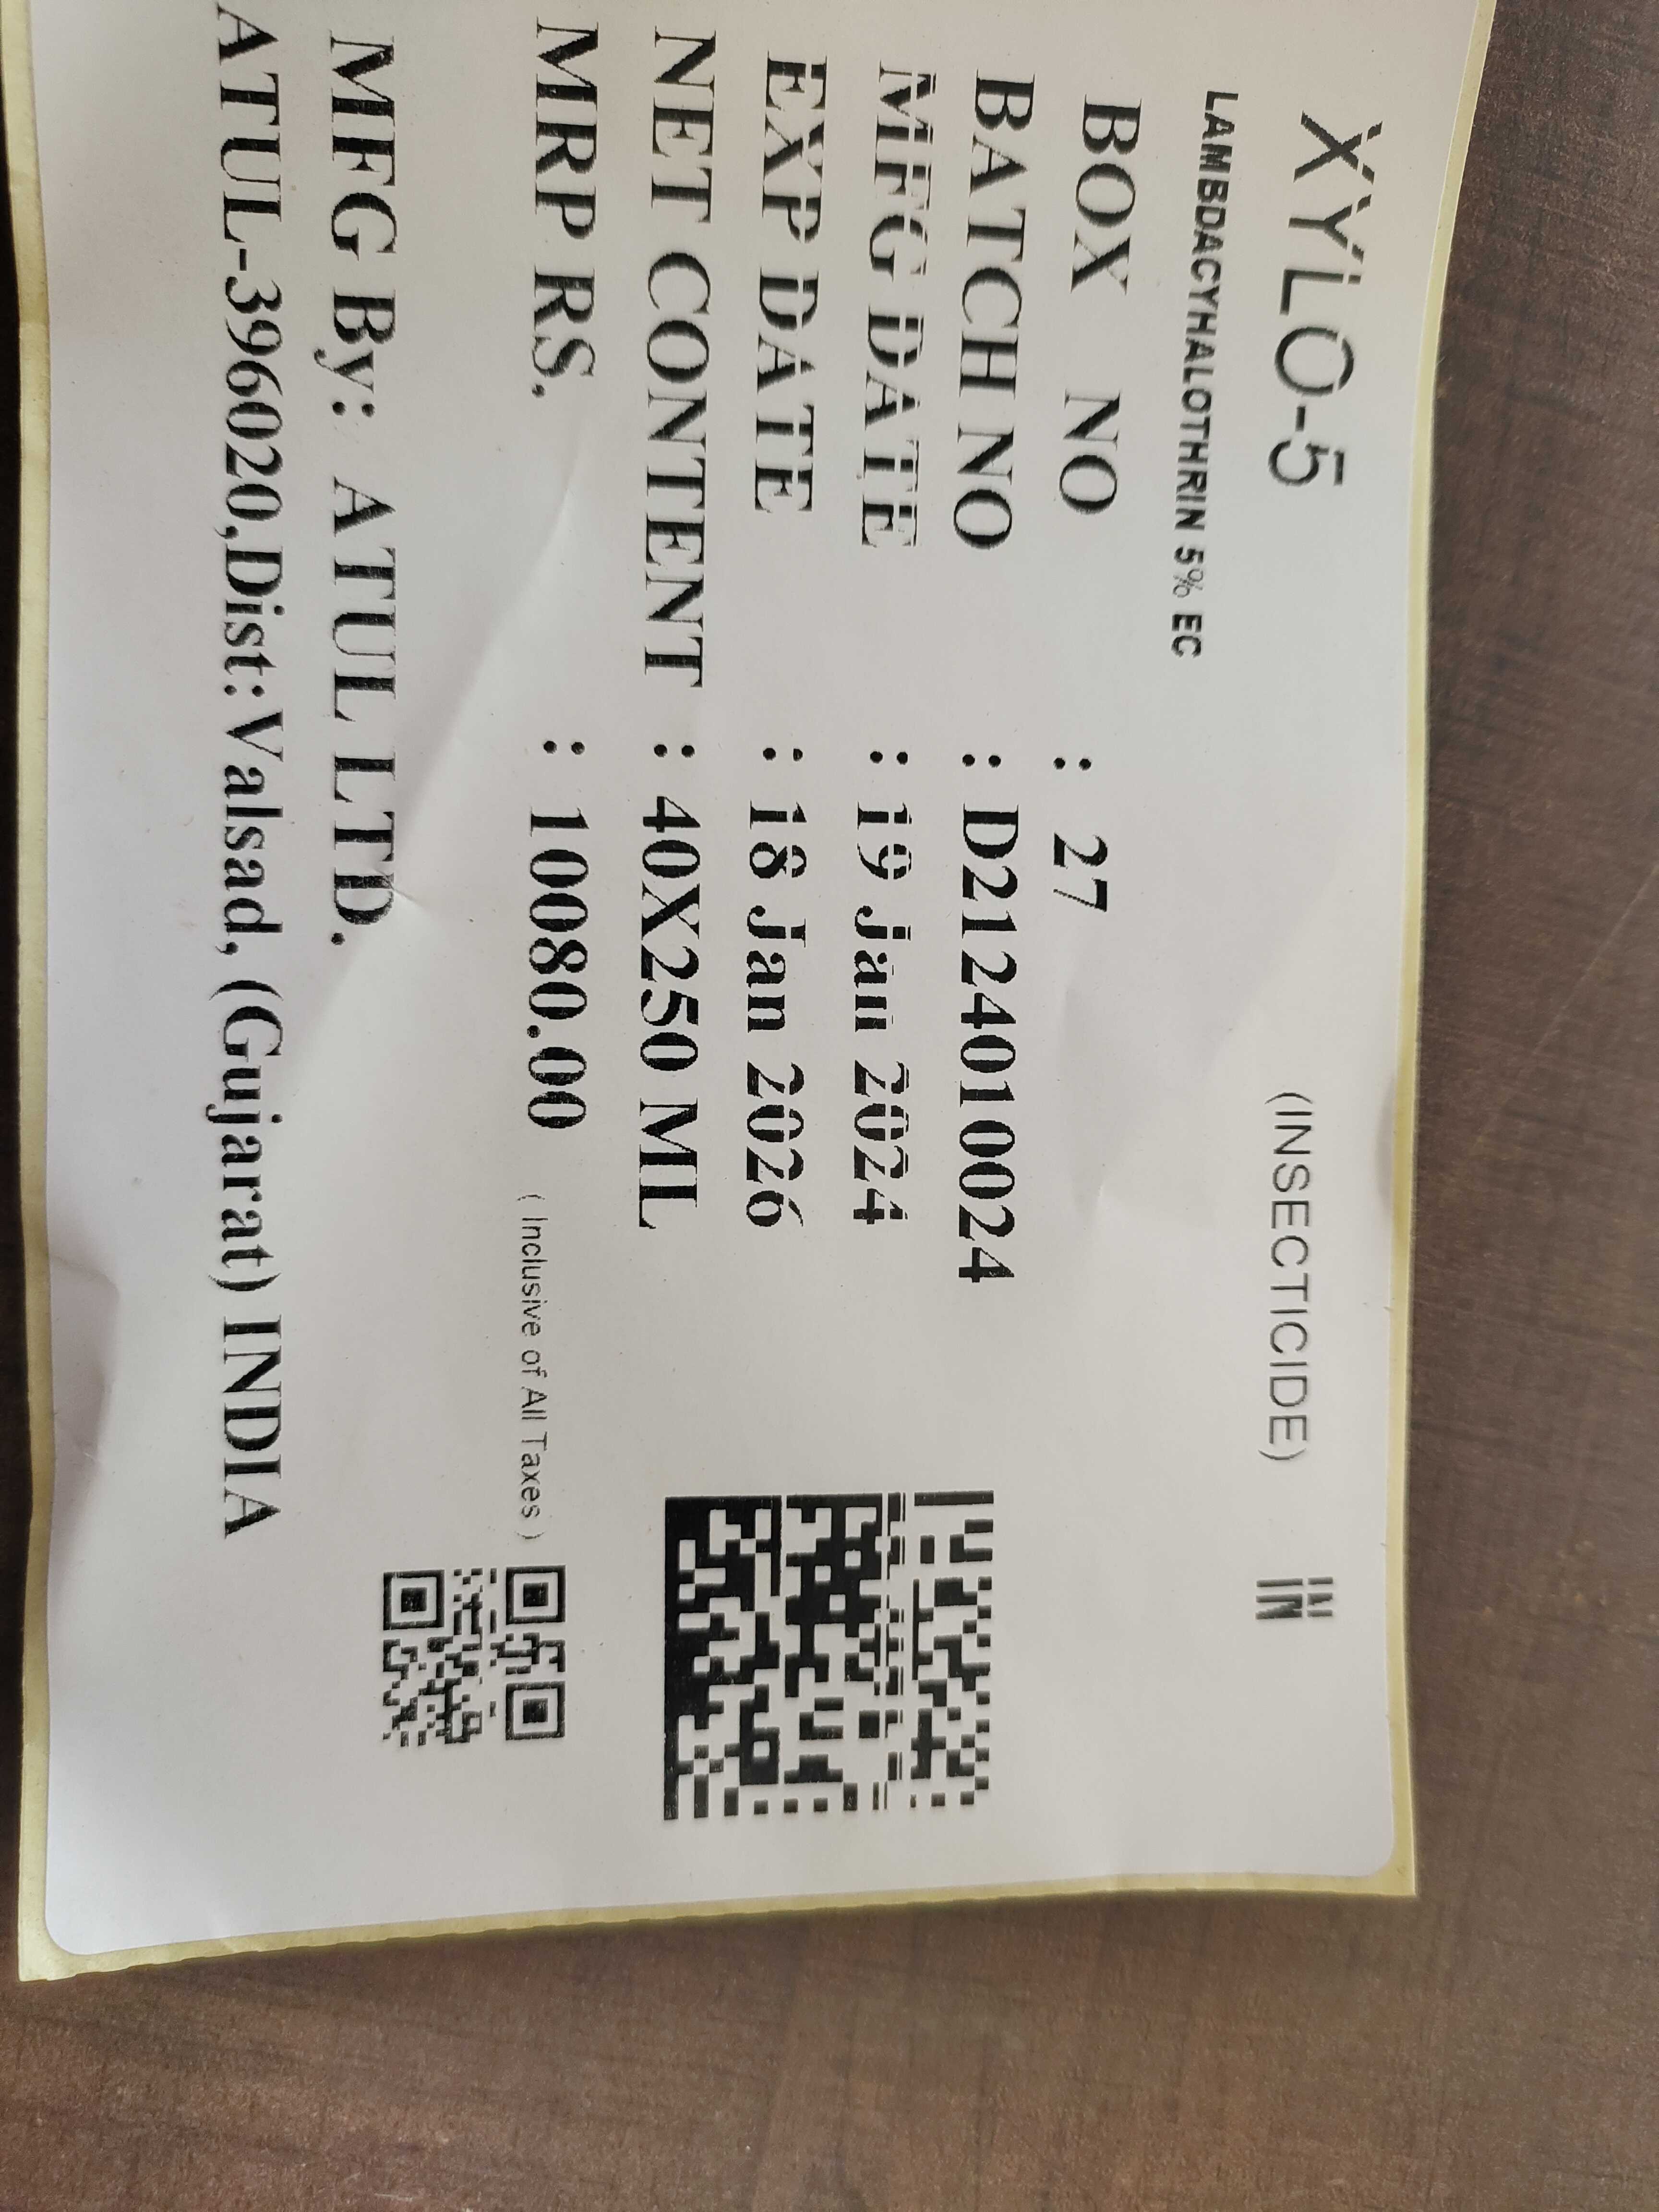 XYLO-5 (INSECTICIDE) IN
LAMBDACYHALOTHRIN 5% EC
BOX NO : 27
BATCH NO : D2124010024
MFG DATE : 19 Jan 2024
EXP DATE : 18 Jan 2026
NET CONTENT : 40X250 ML
MRP RS. : 10080.00 ( Inclusive of All Taxes )
MFG By: ATUL LTD.
ATUL-396020,Dist: Valsad, (Gujarat) INDIA